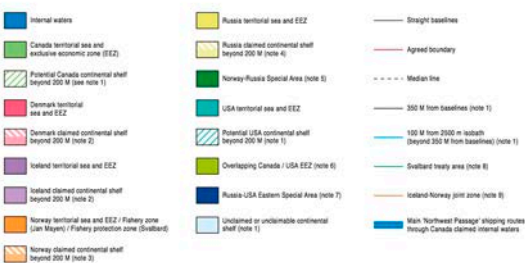 Internal waters
Canada territorial sea and
exclusive economic zone (EEZ)
Potential Canada continental shelf
beyond 200 M (see note 1)
Denmark territorial
sea and EEZ
Denmark claimed continental shelf
beyond 200 M (note 2)
Iceland territorial sea and EEZ
Iceland claimed continental shelf
beyond 200 M (note 2)
Norway territorial sea and EEZ / Fishery zone
(Jan Mayen) / Fishery protection zone (Svalbard)
Norway claimed continental shelf
beyond 200 M (note 3)
Russia territorial sea and EEZ
Russia claimed continental shelf
beyond 200 M (note 4)
Norway-Russia Special Area (note 5)
USA territorial sea and EEZ
Potential USA continental shelf
beyond 200 M (note 1)
Overlapping Canada / USA EEZ (note 6)
Russia-USA Eastern Special Area (note 7)
Unclaimed or unclaimable continental
shelf (note 1)
Straight baselines
Agreed boundary
Median line
350 M from baselines (note 1)
100 M from 2500 m isobath
(beyond 350 M from baselines) (note 1)
Svalbard treaty area (note 8)
Iceland-Norway joint zone (note 9)
Main 'Northwest Passage' shipping routes
through Canada claimed internal waters